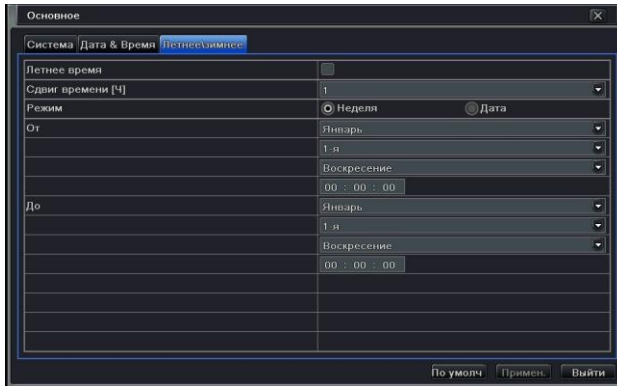 Основное
Система Дата & Время Летнее\зимнее
Летнее время
Сдвиг времени [Ч] 1
Режим Неделя Дата
От Январь
1-я
Воскресение
00 : 00 : 00
До Январь
1-я
Воскресение
00 : 00 : 00
По умолч Примен. Выйти